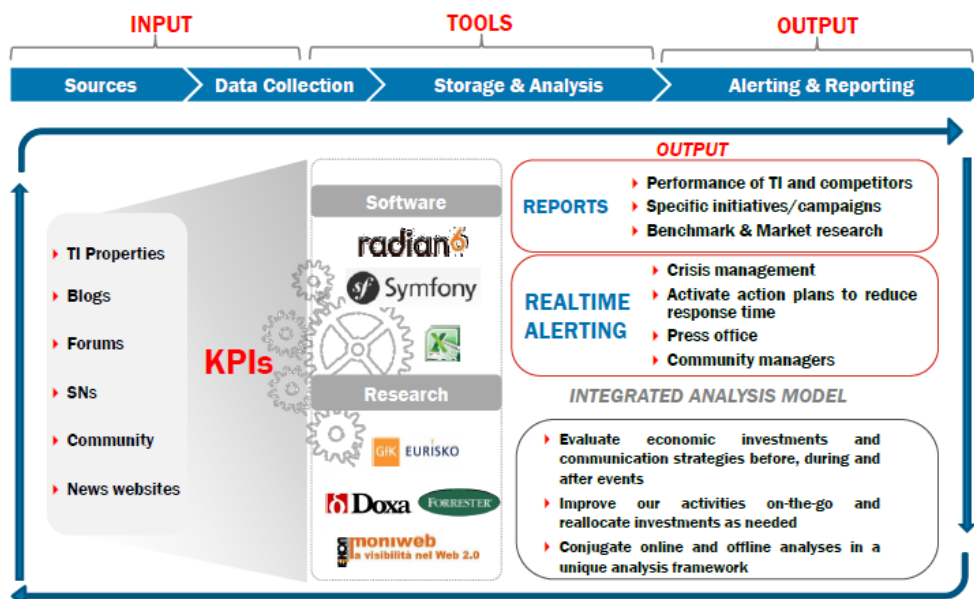 INPUT
TOOLS
OUTPUT
Sources
Data Collection
Storage & Analysis
Alerting & Reporting
TI Properties
Blogs
Forums
SNs
Community
News websites
KPIs
Software
radian6
sf Symfony
X
Research
GfK EURISKO
Doxa
FORRESTER
moniweb
la visibilità nel Web 2.0
OUTPUT
REPORTS
Performance of TI and competitors
Specific initiatives/campaigns
Benchmark & Market research
REALTIME
ALERTING
Crisis management
Activate action plans to reduce
response time
Press office
Community managers
INTEGRATED ANALYSIS MODEL
Evaluate economic investments and
communication strategies before, during and
after events
Improve our activities on-the-go and
reallocate investments as needed
Conjugate online and offline analyses in a
unique analysis framework